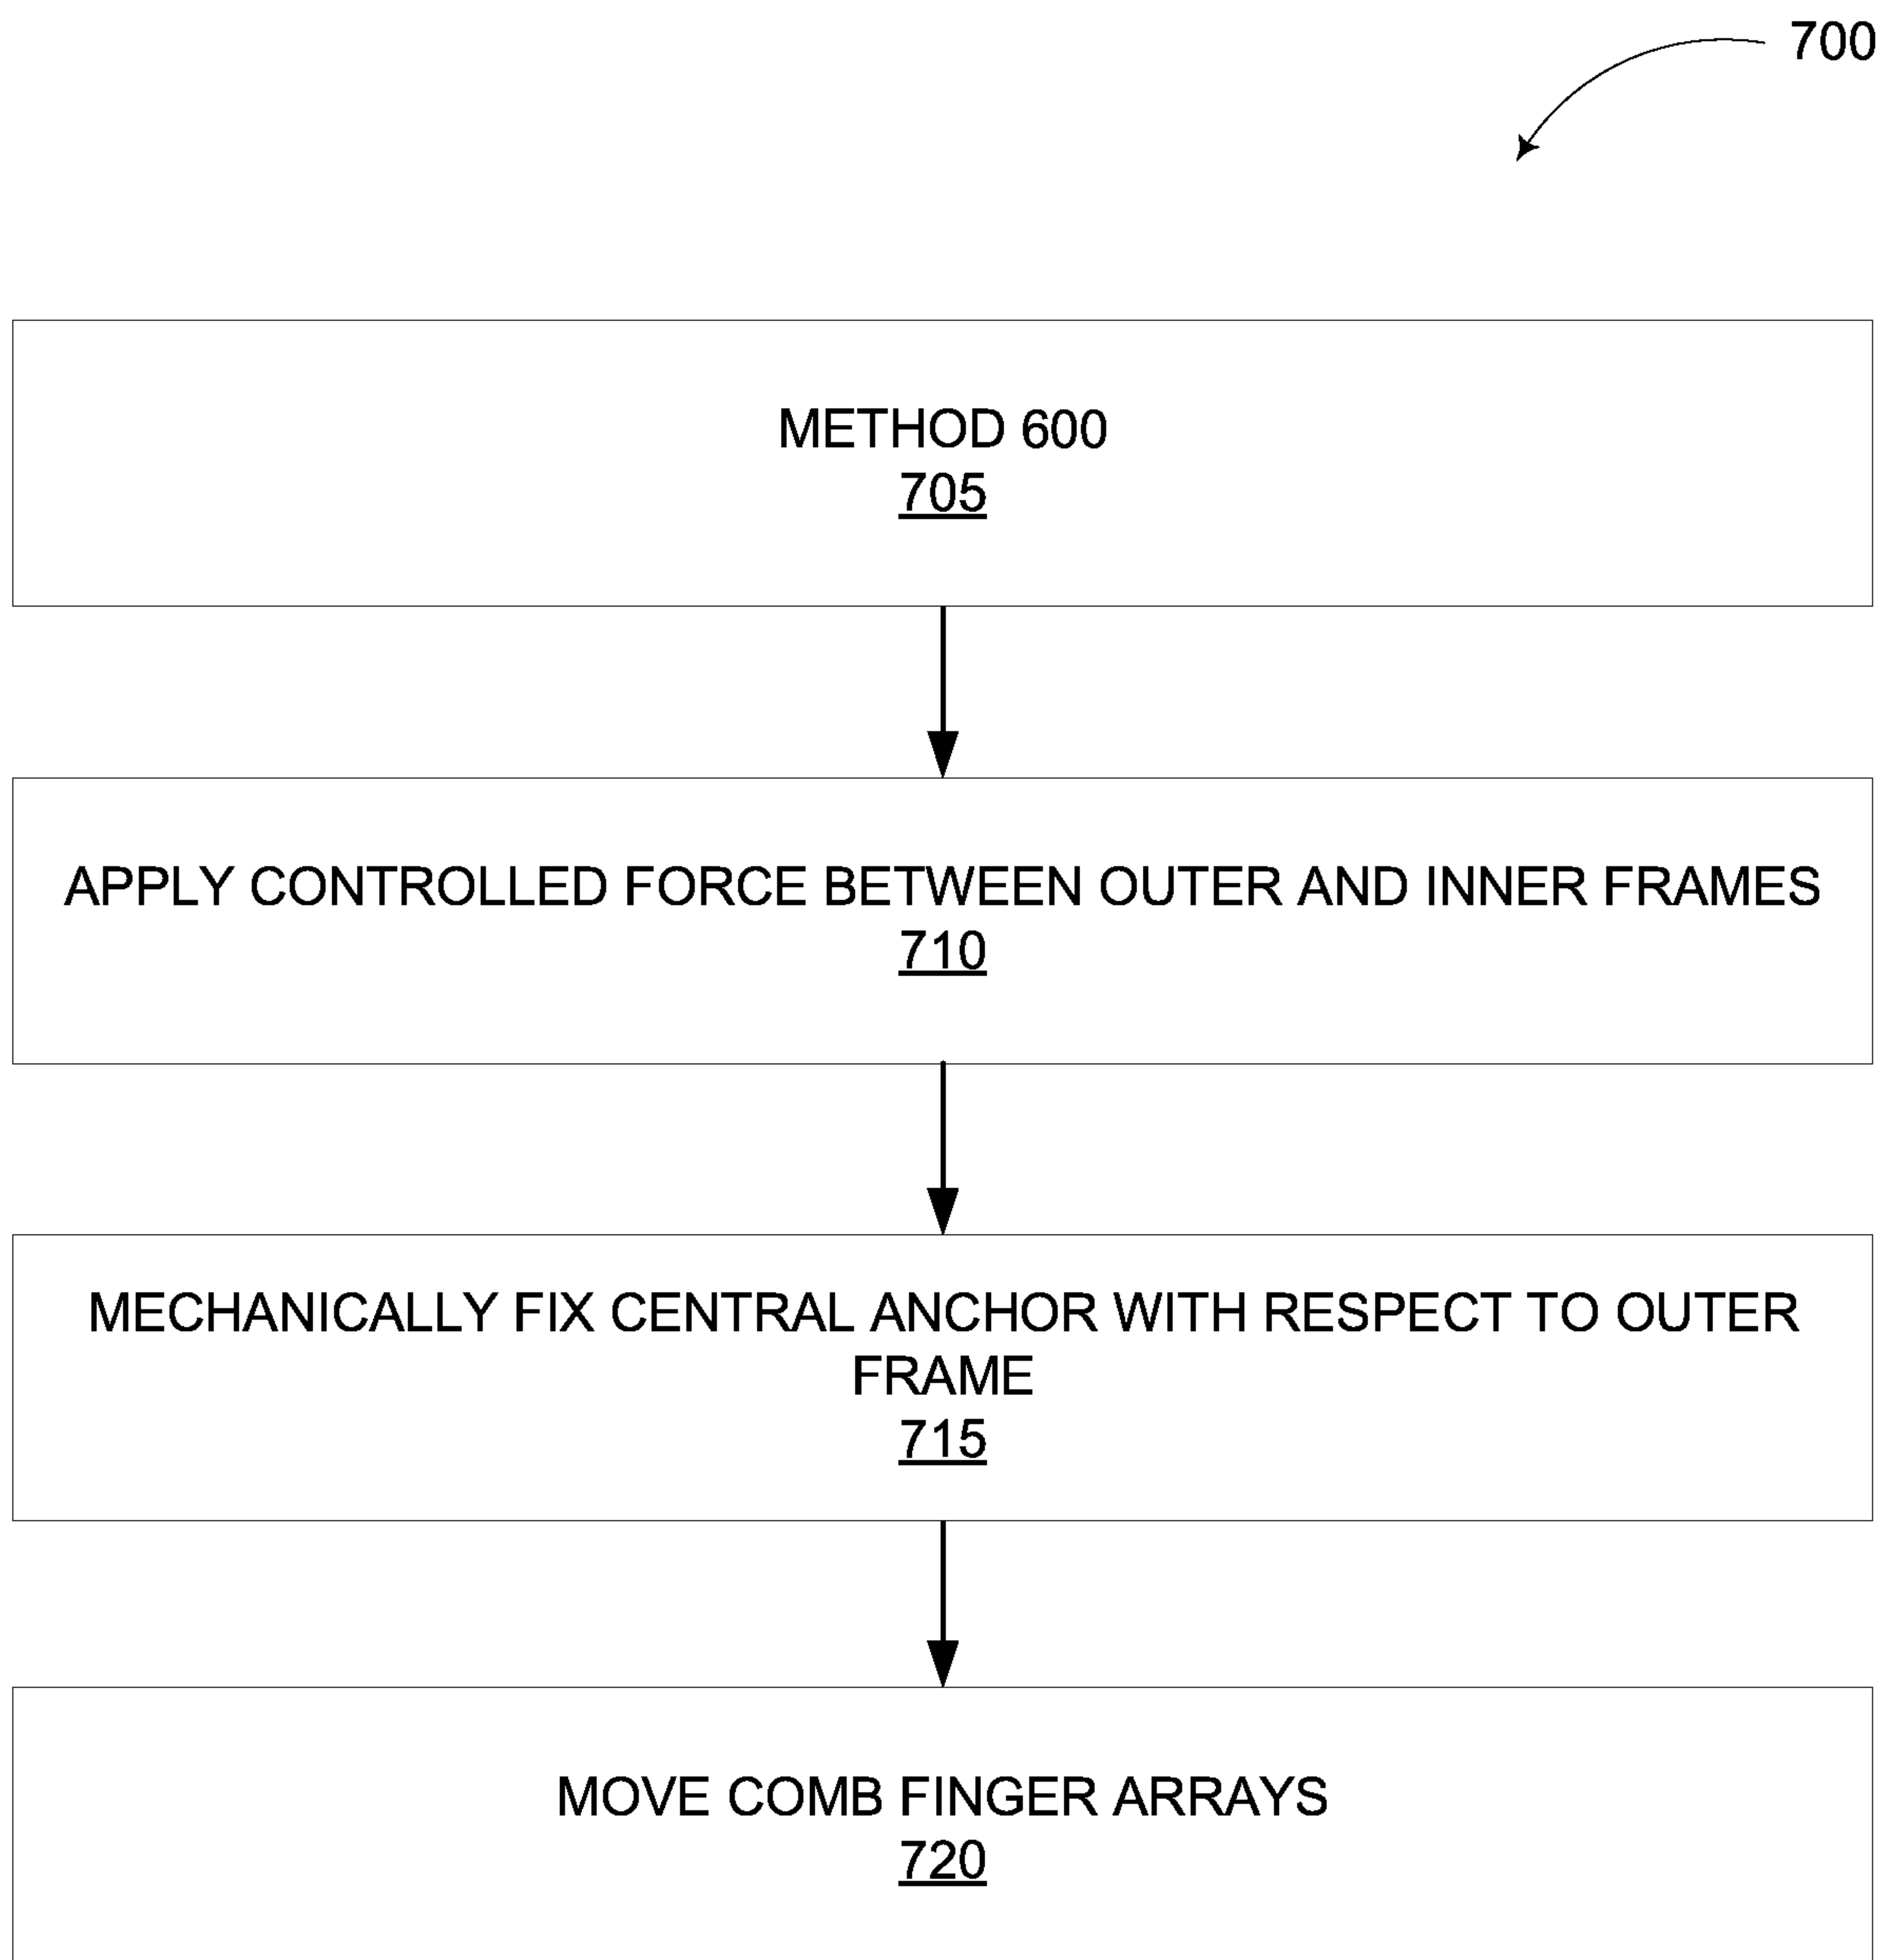 700
METHOD 600
705
APPLY CONTROLLED FORCE BETWEEN OUTER AND INNER FRAMES
710
MECHANICALLY FIX CENTRAL ANCHOR WITH RESPECT TO OUTER
FRAME
715
MOVE COMB FINGER ARRAYS
720